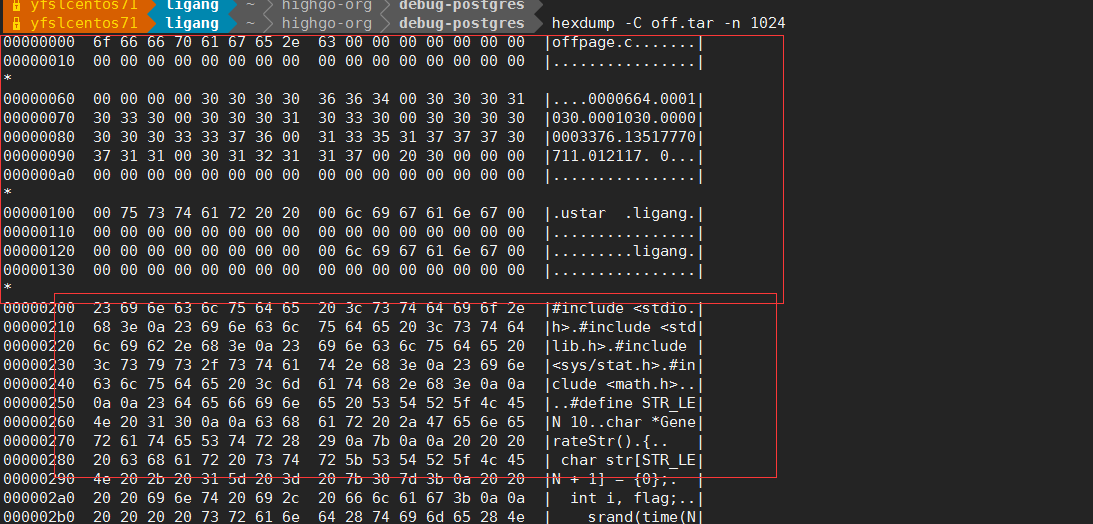 yfslcentos71 ligang ~ highgo-org debug-postgres
yfslcentos71 ligang ~ highgo-org debug-postgres hexdump -C off.tar -n 1024
00000000  6f 66 66 70 61 67 65 2e  63 00 00 00 00 00 00 00  |offpage.c.......|
00000010  00 00 00 00 00 00 00 00  00 00 00 00 00 00 00 00  |................|
*
00000060  00 00 00 00 30 30 30 30  36 36 34 00 30 30 30 31  |....0000664.0001|
00000070  30 33 30 00 30 30 30 31  30 33 30 00 30 30 30 30  |030.0001030.0000|
00000080  30 30 30 33 33 37 36 00  31 33 35 31 37 37 37 30  |0003376.13517770|
00000090  37 31 31 00 30 31 32 31  31 37 00 20 30 00 00 00  |711.012117. 0...|
000000a0  00 00 00 00 00 00 00 00  00 00 00 00 00 00 00 00  |................|
*
00000100  00 75 73 74 61 72 20 20  00 6c 69 67 61 6e 67 00  |.ustar  .ligang.|
00000110  00 00 00 00 00 00 00 00  00 00 00 00 00 00 00 00  |................|
00000120  00 00 00 00 00 00 00 00  00 6c 69 67 61 6e 67 00  |.........ligang.|
00000130  00 00 00 00 00 00 00 00  00 00 00 00 00 00 00 00  |................|
*
00000200  23 69 6e 63 6c 75 64 65  20 3c 73 74 64 69 6f 2e  |#include <stdio.|
00000210  68 3e 0a 23 69 6e 63 6c  75 64 65 20 3c 73 74 64  |h>.#include <std|
00000220  6c 69 62 2e 68 3e 0a 23  69 6e 63 6c 75 64 65 20  |lib.h>.#include |
00000230  3c 73 79 73 2f 73 74 61  74 2e 68 3e 0a 23 69 6e  |<sys/stat.h>.#in|
00000240  63 6c 75 64 65 20 3c 6d  61 74 68 2e 68 3e 0a 0a  |clude <math.h>..|
00000250  0a 0a 23 64 65 66 69 6e  65 20 53 54 52 5f 4c 45  |..#define STR_LE|
00000260  4e 20 31 30 0a 0a 63 68  61 72 20 2a 47 65 6e 65  |N 10..char *Gene|
00000270  72 61 74 65 53 74 72 28  29 0a 7b 0a 0a 20 20 20  |rateStr().{..   |
00000280  20 63 68 61 72 20 73 74  72 5b 53 54 52 5f 4c 45  | char str[STR_LE|
00000290  4e 20 2b 20 31 5d 20 3d  20 7b 30 7d 3b 0a 20 20  |N + 1] = {0};.  |
000002a0  20 20 69 6e 74 20 69 2c  20 66 6c 61 67 3b 0a 0a  |  int i, flag;..|
000002b0  20 20 20 20 73 72 61 6e  64 28 74 69 6d 65 28 4e  |    srand(time(N|